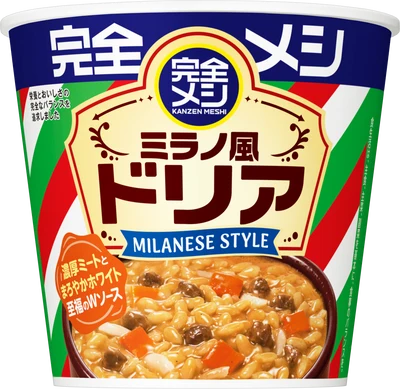 完全メシ
完全
メシ
KANZEN MESHI
栄養とおいしさの
完全なバランスを
追求しました
ミラノ風
ドリア
MILANESE STYLE
濃厚ミートと
まろやかホワイト
至福のWソース